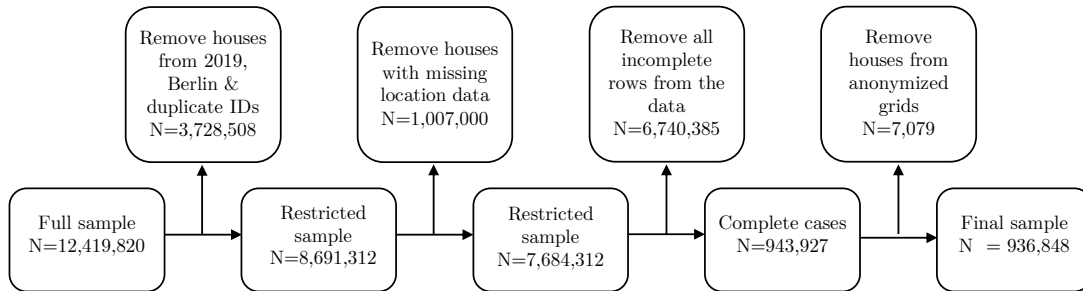 Remove houses
from 2019,
Berlin &
duplicate IDs
N=3,728,508
Remove houses
with missing
location data
N=1,007,000
Remove all
incomplete
rows from the
data
N=6,740,385
Remove
houses from
anonymized
grids
N=7,079
Full sample
N=12,419,820
Restricted
sample
N=8,691,312
Restricted
sample
N=7,684,312
Complete cases
N=943,927
Final sample
N = 936,848